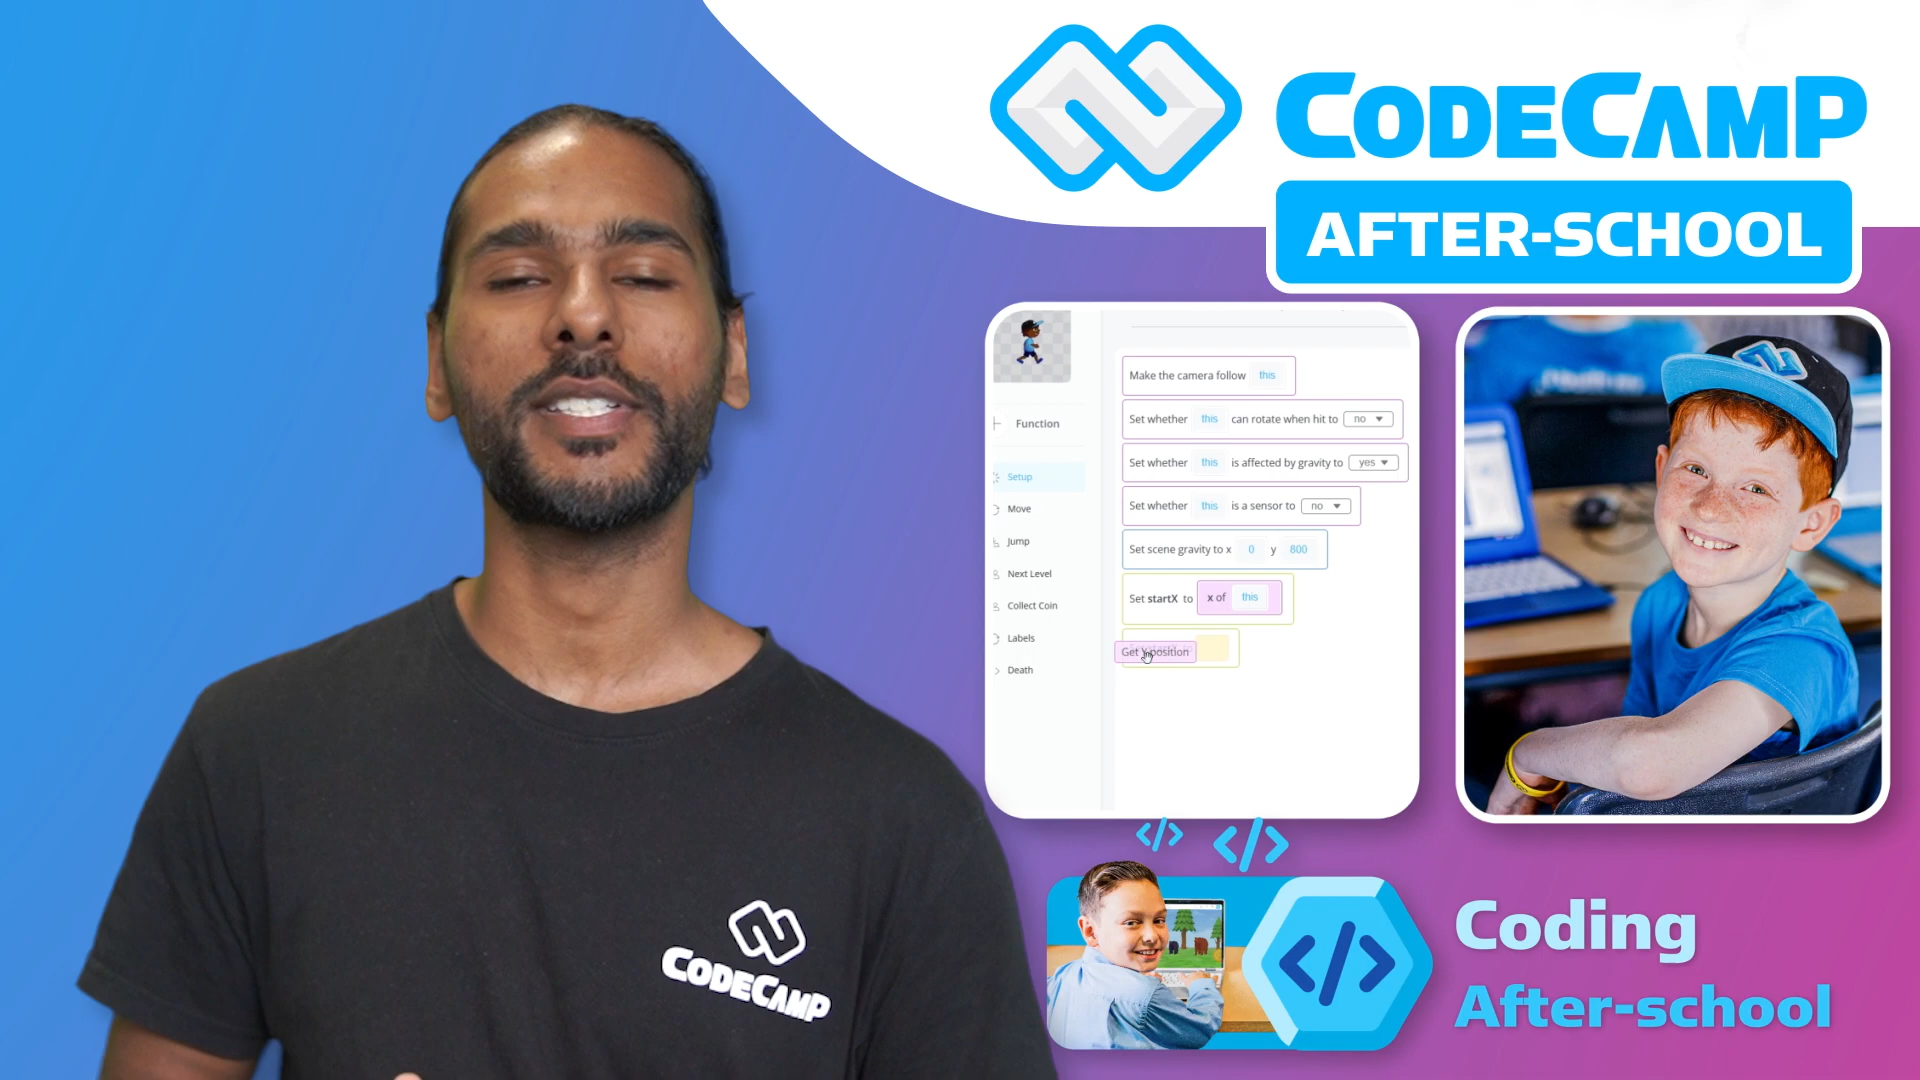 CODECAMP
AFTER-SCHOOL
Make the camera follow this
Function
Set whether this can rotate when hit to no
Set whether this is affected by gravity to yes
Setup
Set whether this is a sensor to no
Move
Jump
Set scene gravity to x 0 y 800
Next Level
Collect Coin
Set startX to x of this
Labels
Get Y position
Death
CODECAMP
Coding
After-school